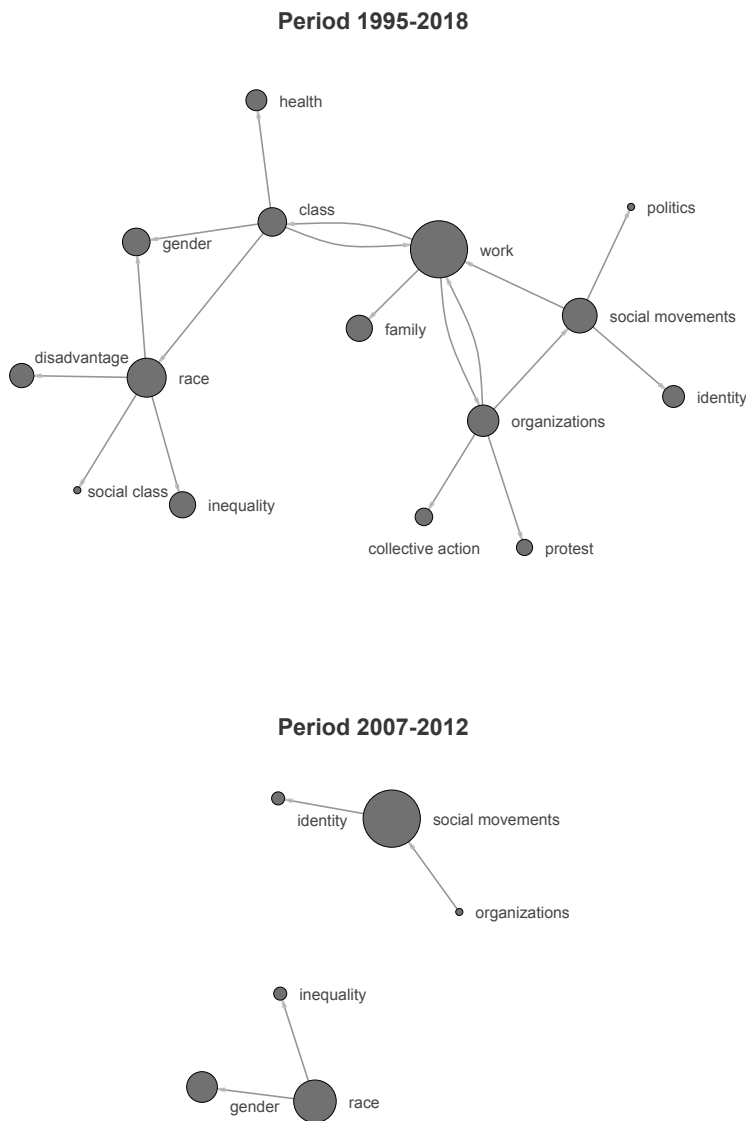 Period 1995-2018
health
politics
class
gender
work
social movements
family
disadvantage
race
identity
organizations
social class
inequality
collective action
protest
Period 2007-2012
identity
social movements
organizations
inequality
gender
race